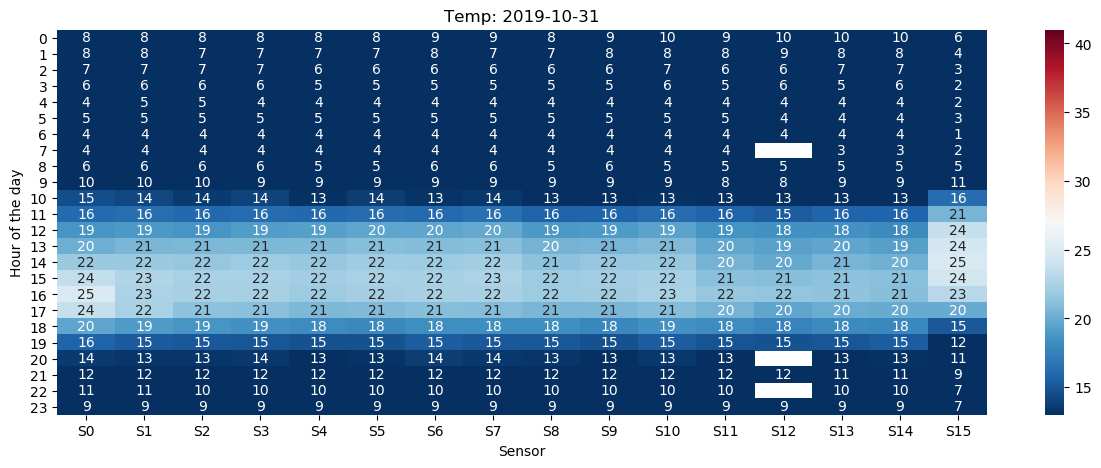 Temp: 2019-10-31
0 8 8 8 8 8 8 9 9 8 9 10 9 10 10 10 6
1 8 8 7 7 7 7 8 7 7 8 8 8 9 8 8 4
2 7 7 7 7 6 6 6 6 6 6 7 6 6 7 7 3
3 6 6 6 6 5 5 5 5 5 5 6 5 6 5 6 2
4 4 5 5 4 4 4 4 4 4 4 4 4 4 4 4 2
5 5 5 5 5 5 5 5 5 5 5 5 5 4 4 4 3
6 4 4 4 4 4 4 4 4 4 4 4 4 4 4 4 1
7 4 4 4 4 4 4 4 4 4 4 4 4 3 3 2
8 6 6 6 6 5 5 6 6 5 6 5 5 5 5 5 5
9 10 10 10 9 9 9 9 9 9 9 9 8 8 9 9 11
10 15 14 14 14 13 14 13 14 13 13 13 13 13 13 13 16
11 16 16 16 16 16 16 16 16 16 16 16 16 15 16 16 21
12 19 19 19 19 19 20 20 20 19 19 19 19 18 18 18 24
13 20 21 21 21 21 21 21 21 20 21 21 20 19 20 19 24
14 22 22 22 22 22 22 22 22 21 22 22 20 20 21 20 25
15 24 23 22 22 22 22 22 23 22 22 22 21 21 21 21 24
16 25 23 22 22 22 22 22 22 22 22 23 22 22 21 21 23
17 24 22 21 21 21 21 21 21 21 21 21 20 20 20 20 20
18 20 19 19 19 18 18 18 18 18 18 19 18 18 18 18 15
19 16 15 15 15 15 15 15 15 15 15 15 15 15 15 15 12
20 14 13 13 14 13 13 14 14 13 13 13 13 13 13 11
21 12 12 12 12 12 12 12 12 12 12 12 12 12 11 11 9
22 11 11 10 10 10 10 10 10 10 10 10 10 10 10 7
23 9 9 9 9 9 9 9 9 9 9 9 9 9 9 9 7
S0 S1 S2 S3 S4 S5 S6 S7 S8 S9 S10 S11 S12 S13 S14 S15
Sensor
Hour of the day
40
35
30
25
20
15